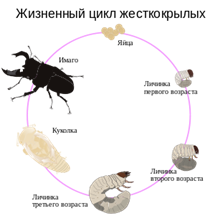 Жизненный цикл жесткокрылых
Яйца
Имаго
Личинка
первого возраста
Куколка
Личинка
второго возраста
Личинка
третьего возраста